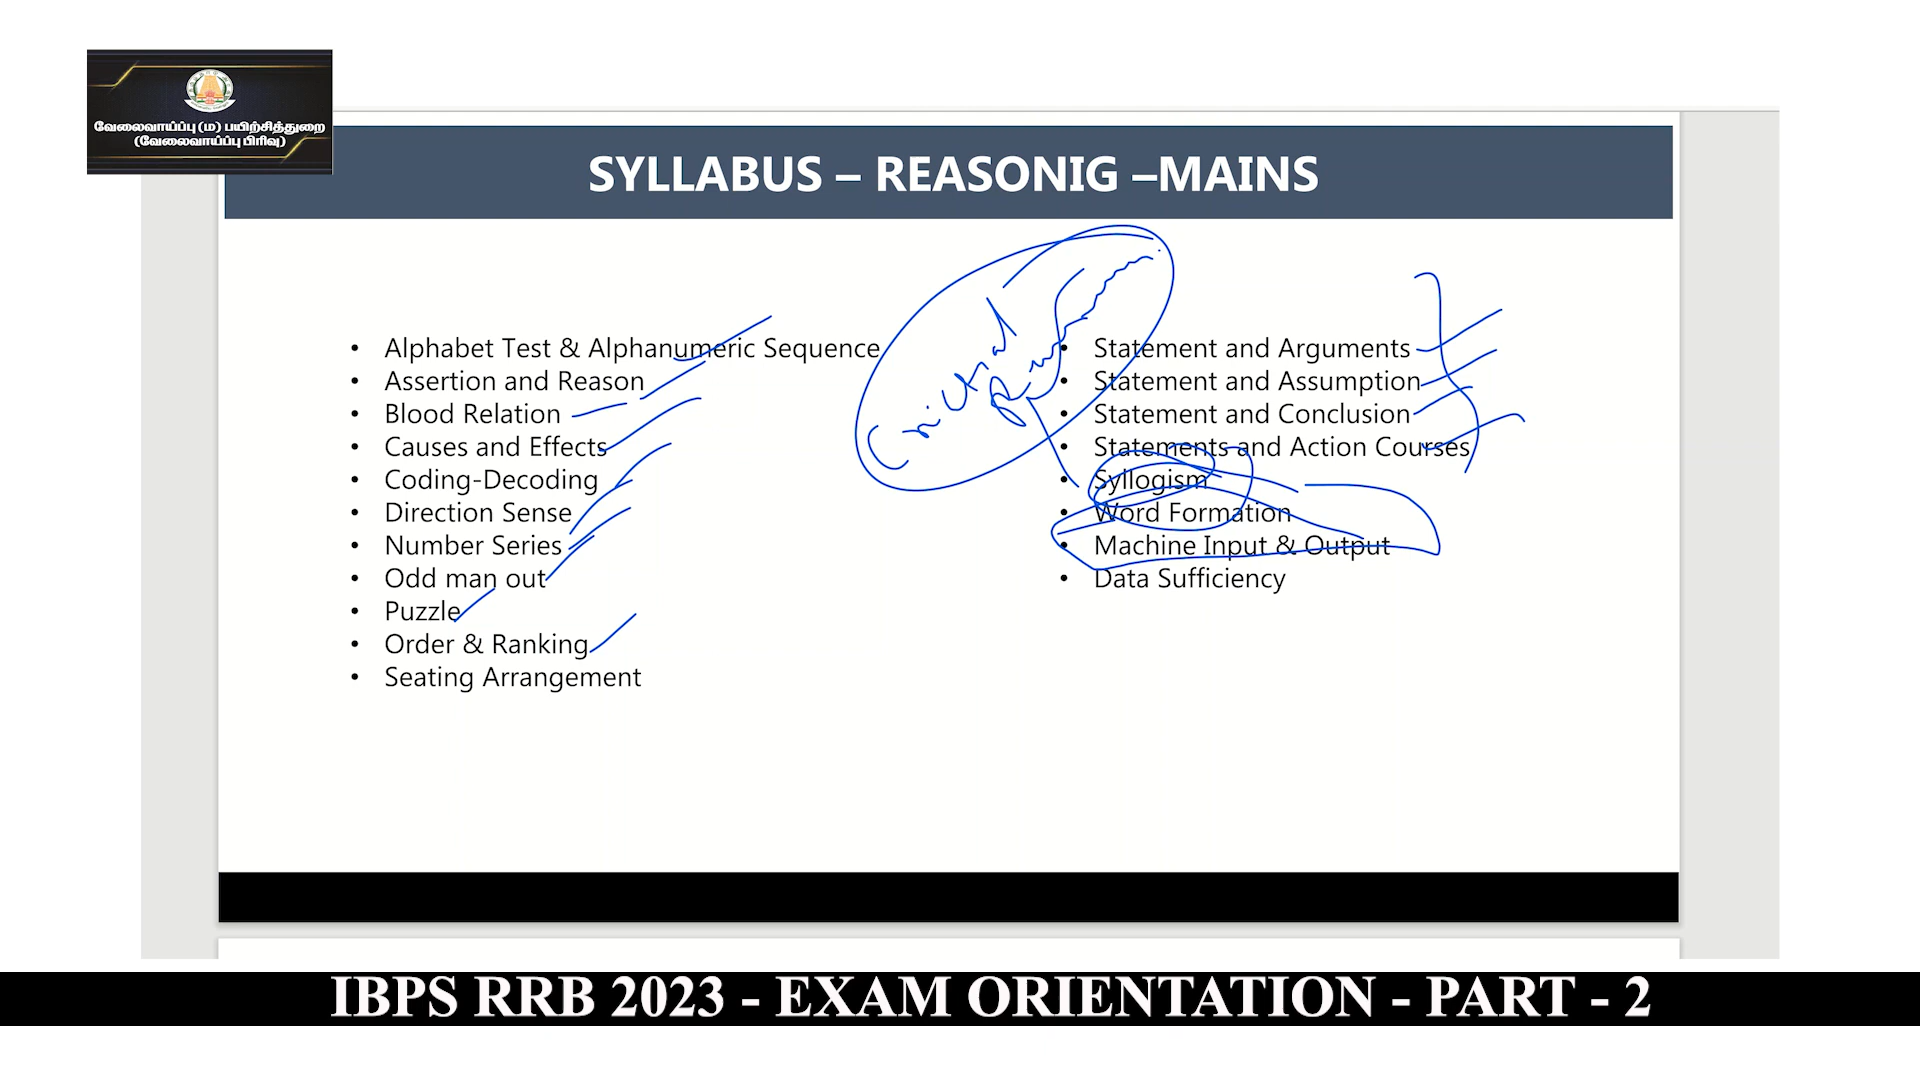 வேலைவாய்ப்பு (ம) பயிற்சித்துறை
(வேலைவாய்ப்பு பிரிவு)
SYLLABUS – REASONIG –MAINS
• Alphabet Test & Alphanumeric Sequence
• Assertion and Reason
• Blood Relation
• Causes and Effects
• Coding-Decoding
• Direction Sense
• Number Series
• Odd man out
• Puzzle
• Order & Ranking
• Seating Arrangement
• Statement and Arguments
• Statement and Assumption
• Statement and Conclusion
• Statements and Action Courses
• Syllogism
• Word Formation
• Machine Input & Output
• Data Sufficiency
IBPS RRB 2023 - EXAM ORIENTATION - PART - 2